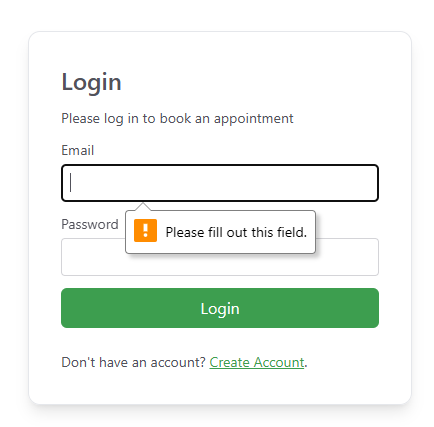 Login
Please log in to book an appointment
Email
Password
Please fill out this field.
Login
Don't have an account? Create Account.